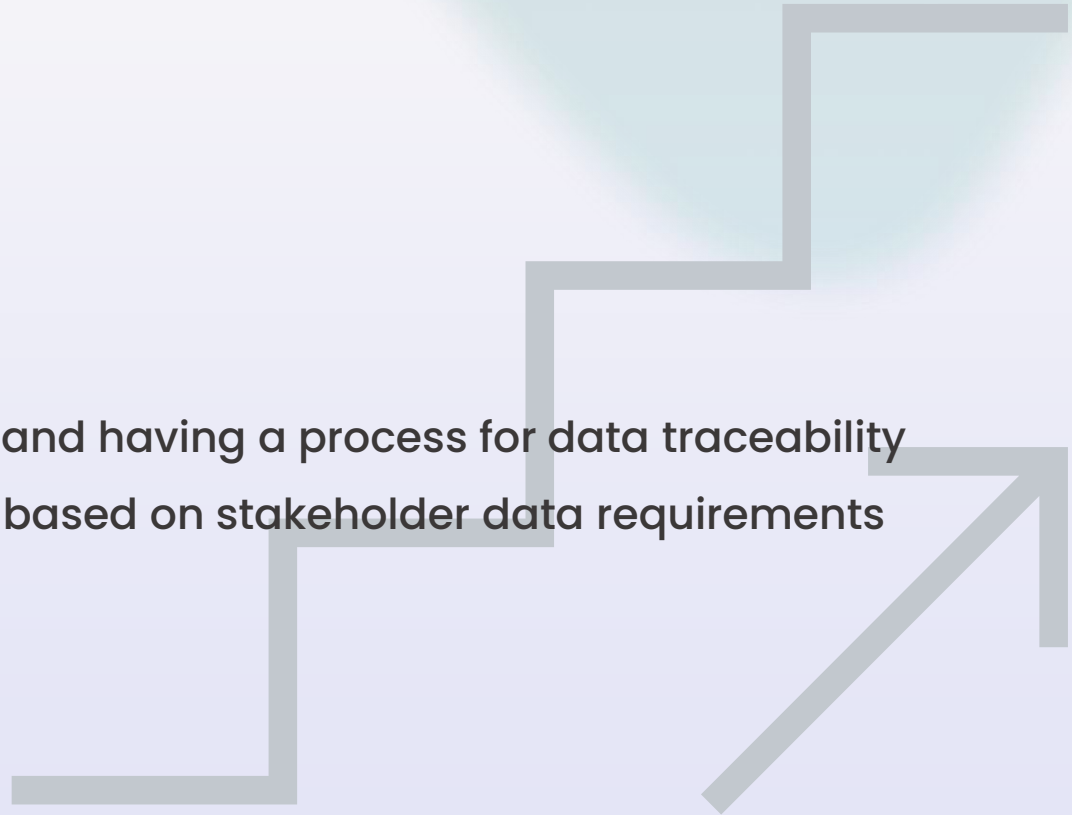 and having a process for data traceability
based on stakeholder data requirements